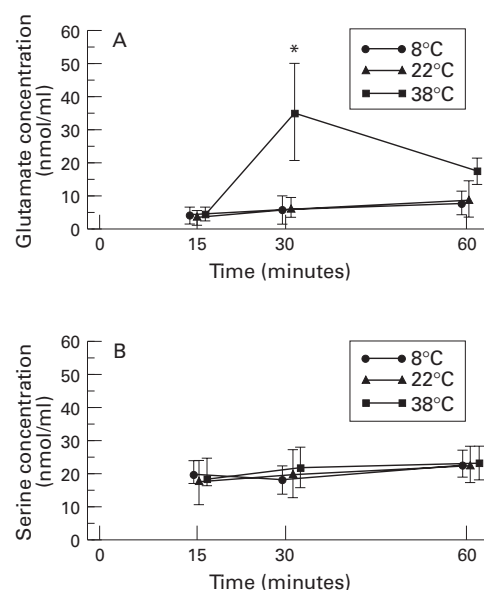 A
*
8°C
22°C
38°C
Glutamate concentration
(nmol/ml)
60
50
40
30
20
10
0
0 15 30 60
Time (minutes)
B
8°C
22°C
38°C
Serine concentration
(nmol/ml)
60
50
40
30
20
10
0
0 15 30 60
Time (minutes)